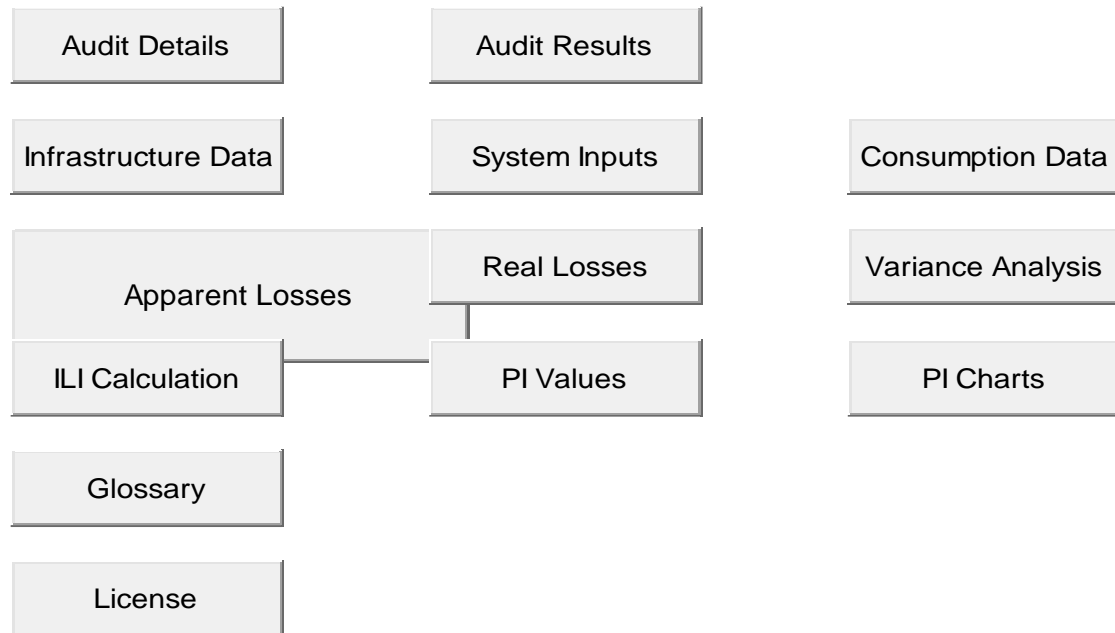 Audit Details
Audit Results
Infrastructure Data
System Inputs
Consumption Data
Apparent Losses
Real Losses
Variance Analysis
ILI Calculation
PI Values
PI Charts
Glossary
License